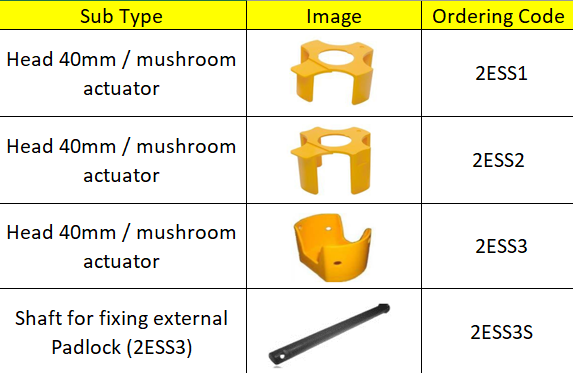 Sub Type Image Ordering Code
Head 40mm / mushroom
actuator
2ESS1
Head 40mm / mushroom
actuator
2ESS2
Head 40mm / mushroom
actuator
2ESS3
Shaft for fixing external
Padlock (2ESS3)
2ESS3S